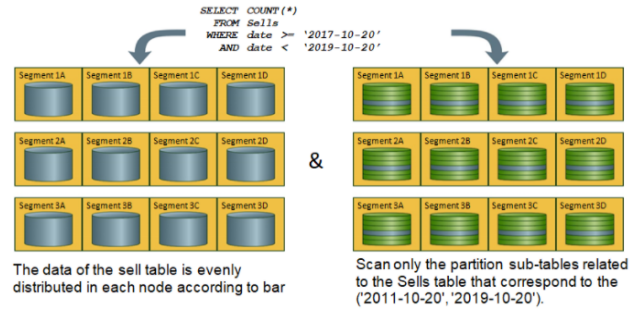 SELECT COUNT(*)
FROM Sells
WHERE date >= '2017-10-20'
AND date < '2019-10-20'
Segment 1A Segment 1B Segment 1C Segment 1D
Segment 2A Segment 2B Segment 2C Segment 2D
Segment 3A Segment 3B Segment 3C Segment 3D
&
Segment 1A Segment 1B Segment 1C Segment 1D
Segment 2A Segment 2B Segment 2C Segment 2D
Segment 3A Segment 3B Segment 3C Segment 3D
The data of the sell table is evenly
distributed in each node according to bar
Scan only the partition sub-tables related
to the Sells table that correspond to the
('2011-10-20','2019-10-20').